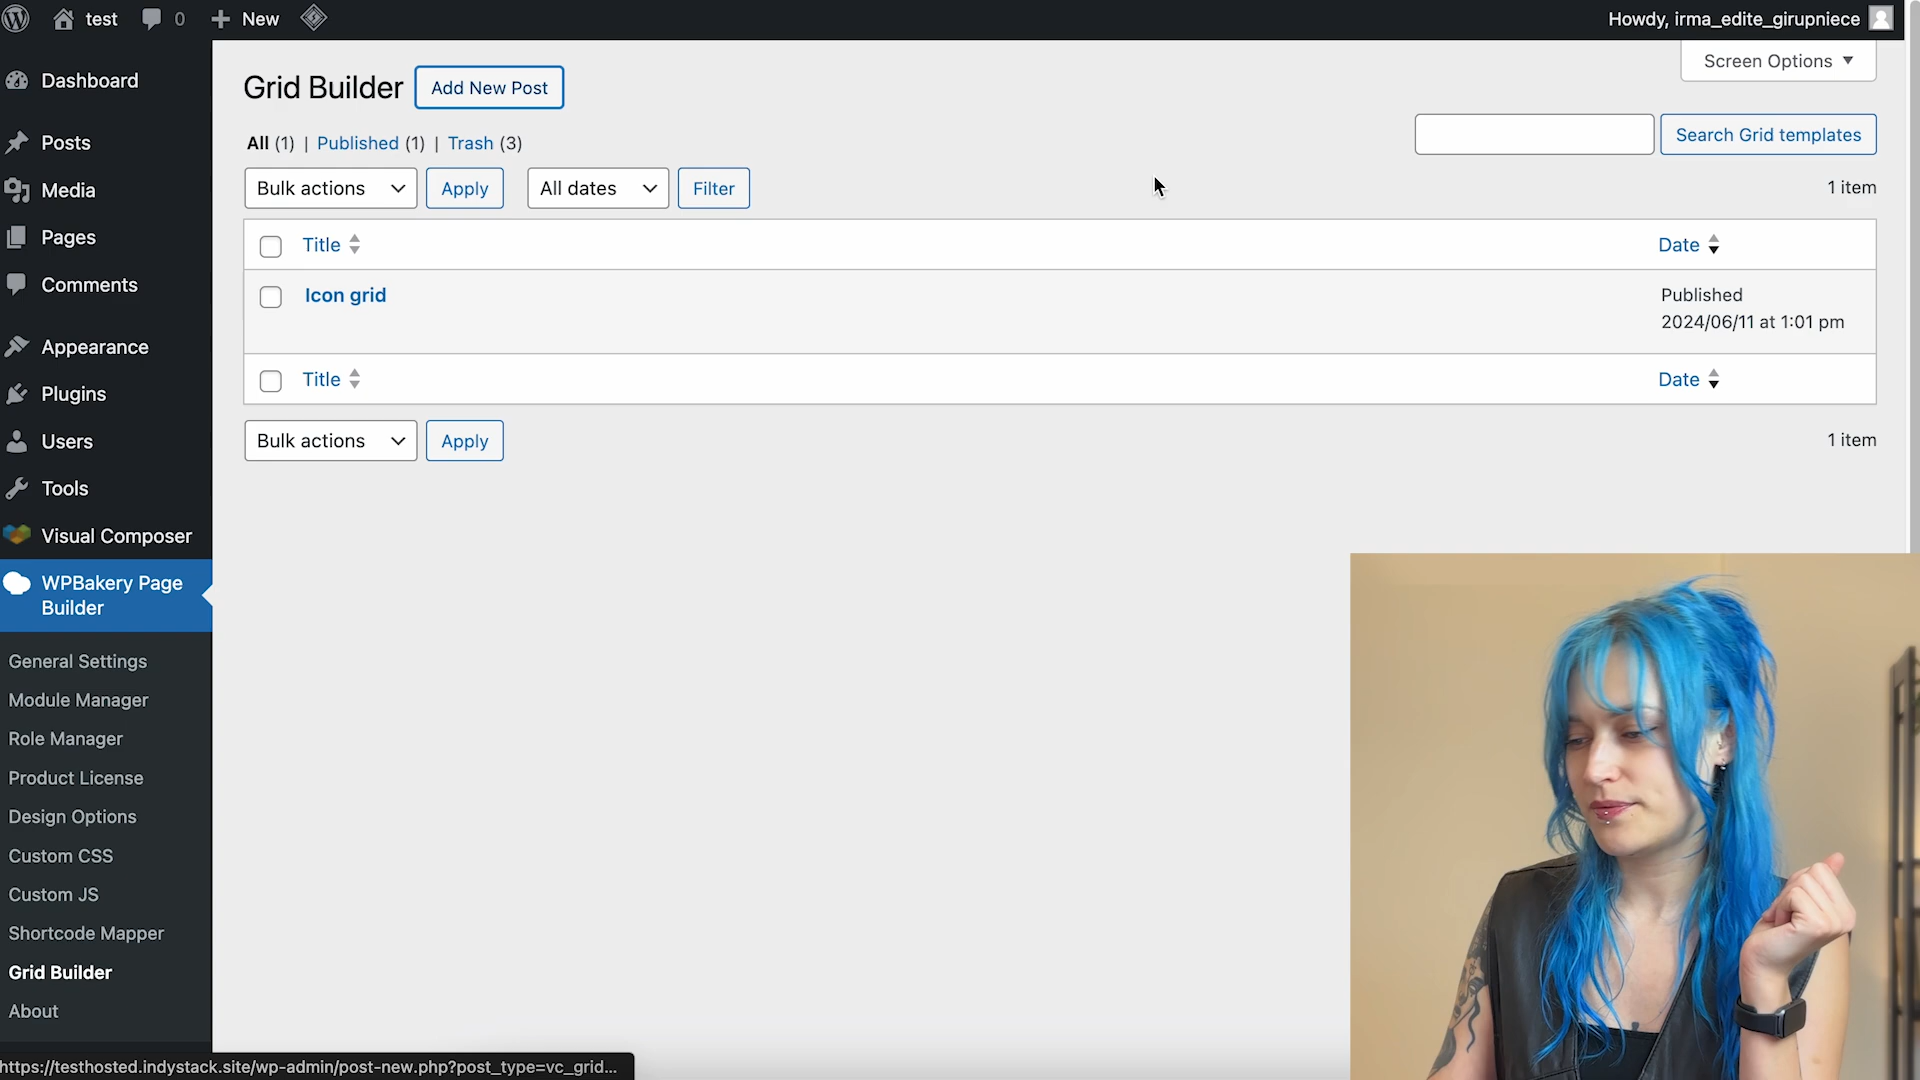 test 0 New Howdy, irma_edite_girupniece
Screen Options
Dashboard
Posts
Media
Pages
Comments
Appearance
Plugins
Users
Tools
Visual Composer
WPBakery Page
Builder
General Settings
Module Manager
Role Manager
Product License
Design Options
Custom CSS
Custom JS
Shortcode Mapper
Grid Builder
About
Grid Builder Add New Post
All (1) | Published (1) | Trash (3)
Search Grid templates
Bulk actions Apply All dates Filter 1 item
Title Date
Icon grid Published
2024/06/11 at 1:01 pm
Title Date
Bulk actions Apply 1 item
https://testhosted.indystack.site/wp-admin/post-new.php?post_type=vc_grid...